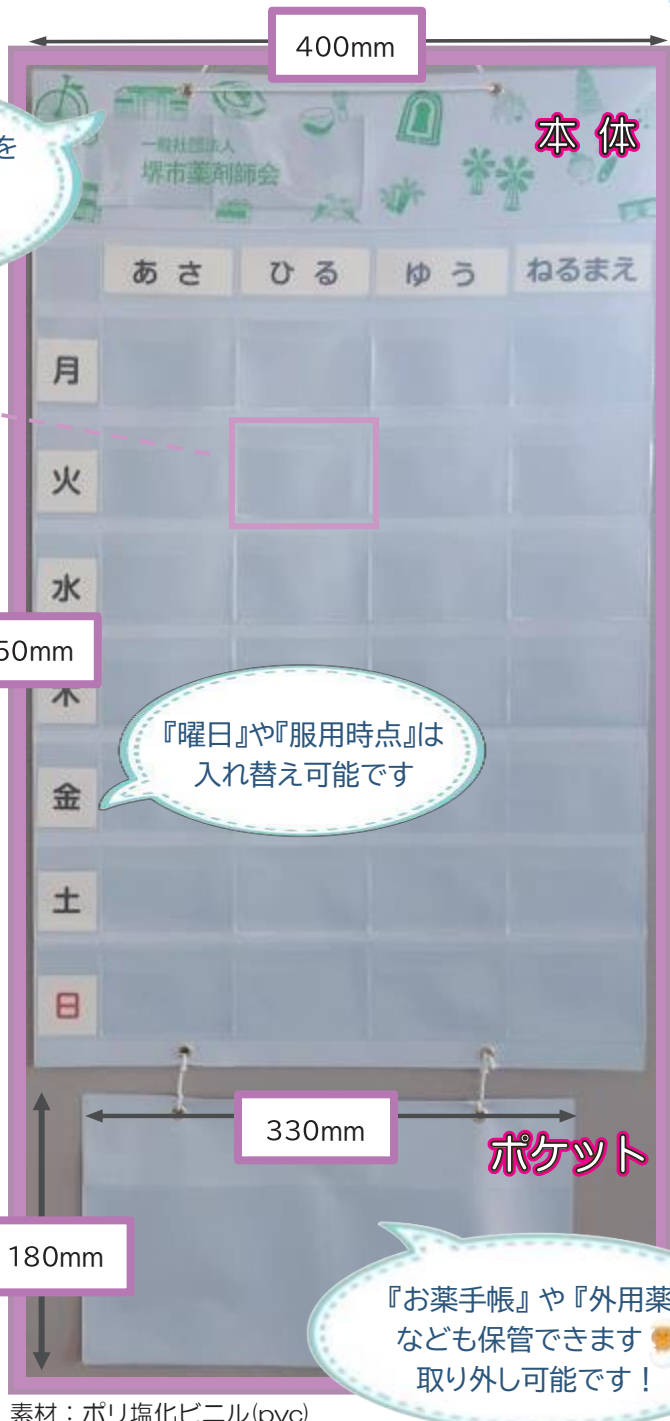 400mm
本 体
を
一般社団法人
堺市薬剤師会
あ さ ひ る ゆ う ねるまえ
月
火
水
50mm
木
『曜日』や『服用時点』は
入れ替え可能です
金
土
日
330mm
ポケット
180mm
『お薬手帳』や『外用薬
なども保管できます
取り外し可能です!
素材:ポリ塩化ビニル(pvc)